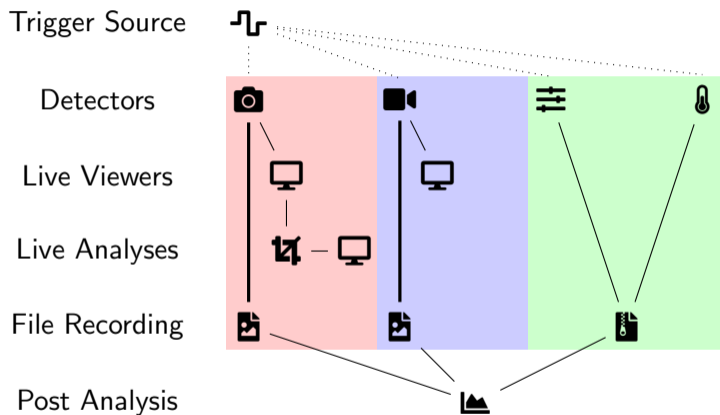 Trigger Source
Detectors
Live Viewers
Live Analyses
File Recording
Post Analysis